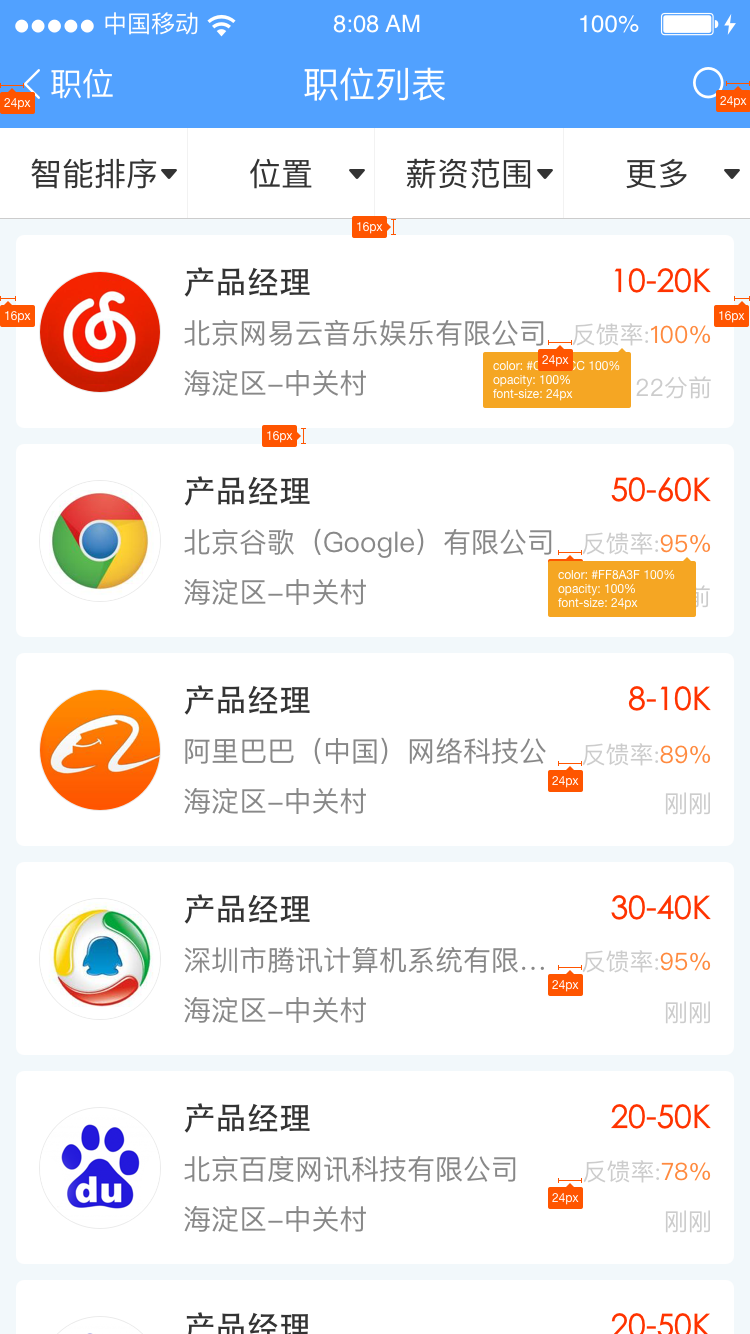 中国移动 8:08 AM 100%
职位 职位列表
24px 24px
智能排序 位置 薪资范围 更多
16px
产品经理 10-20K
16px 16px
北京网易云音乐娱乐有限公司 反馈率:100%
24px
color: 100%
opacity: 100%
font-size: 24px
海淀区-中关村 22分前
16px
产品经理 50-60K
北京谷歌（Google）有限公司 反馈率:95%
color: #FF8A3F 100%
opacity: 100%
font-size: 24px
海淀区-中关村 前
产品经理 8-10K
阿里巴巴（中国）网络科技公 反馈率:89%
24px
海淀区-中关村 刚刚
产品经理 30-40K
深圳市腾讯计算机系统有限... 反馈率:95%
24px
海淀区-中关村 刚刚
产品经理 20-50K
北京百度网讯科技有限公司 反馈率:78%
du
24px
海淀区-中关村 刚刚
产品经理 20-50K